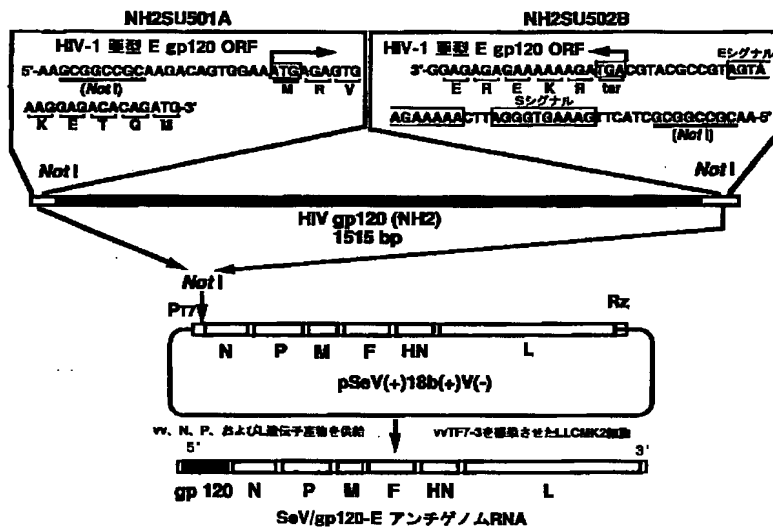 NH2SU501A
NH2SU502B
HIV-1 亜型 E gp120 ORF
5'-AAGCGGCCGCAAGACAGTGGAAATGAGAGTG
(Not I)
M R V
AAGGAGACACAGATG-3'
K E T Q M
HIV-1 亜型 E gp120 ORF
Eシグナル
3'-GGAGAGAGAAAAAAGATGACGTACGCCGTAGTA
E R E K R ter
Sシグナル
AGAAAAACTTAGGGTGAAAGTTCATCGCGGCCGCAA-5'
(Not I)
Not I
Not I
HIV gp120 (NH2)
1515 bp
Not I
PT7
Rz
N P M F HN L
pSeV(+)18b(+)V(-)
vv、N、P、およびL遺伝子産物を供給
vvTF7-3を感染させたLLCMK2細胞
5'
3'
gp 120 N P M F HN L
SeV/gp120-E アンチゲノムRNA